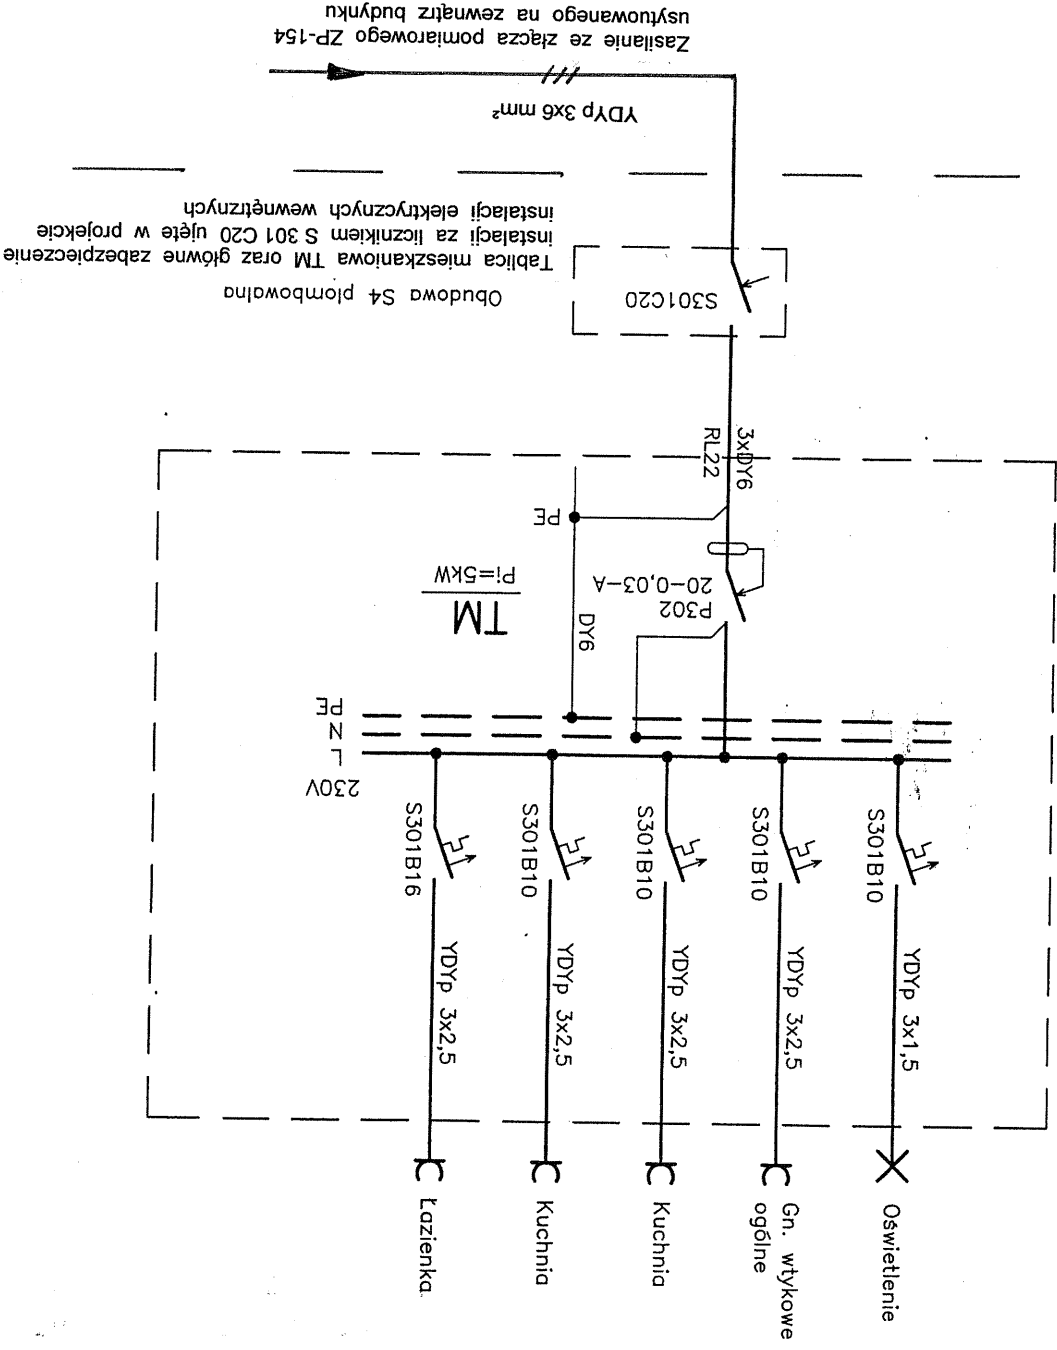 Zasilanie ze złącza pomiarowego ZP-154
usytuowanego na zewnątrz budynku
YDYp 3x6 mm²
Tablica mieszkaniowa TM oraz główne zabezpieczenie
instalacji za licznikiem S 301 C20 ujęte w projekcie
instalacji elektrycznych wewnętrznych
Obudowa S4 plombowalna
S301C20
3xDY6
RL22
PE
P302
20-0,03-A
TM
Pi=5kW
DY6
PE
N
L
230V
S301B16
S301B10
S301B10
S301B10
S301B10
YDYp 3x2,5
YDYp 3x2,5
YDYp 3x2,5
YDYp 3x2,5
YDYp 3x1,5
Łazienka
Kuchnia
Kuchnia
Gn. wtykowe
ogólne
Oświetlenie